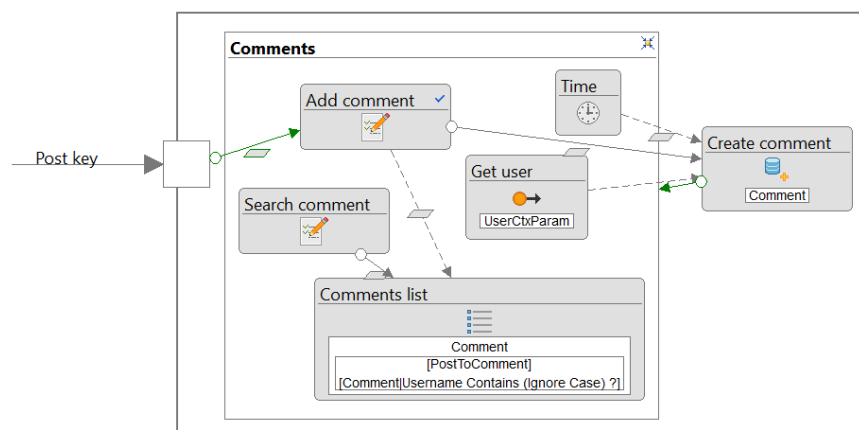 Comments
Time
Add comment
Create comment
Post key
Get user
Comment
Search comment
UserCtxParam
Comments list
Comment
[PostToComment]
[Comment|Username Contains (Ignore Case) ?]